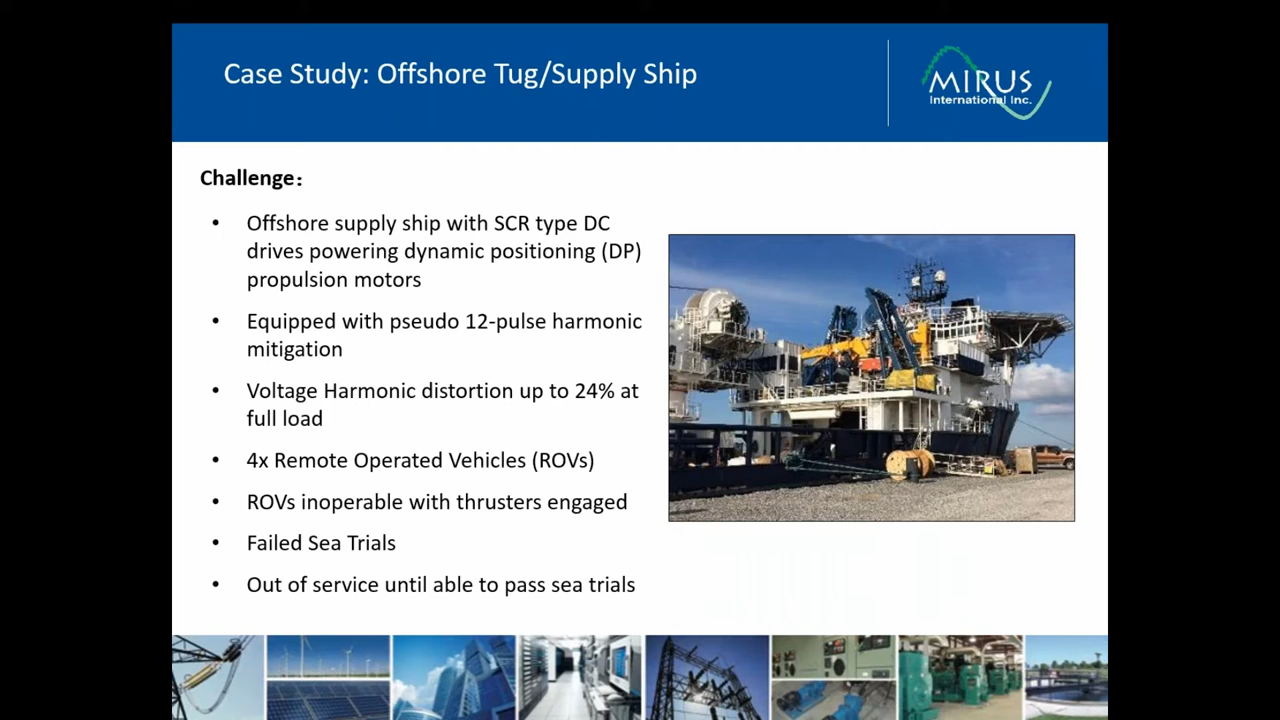 Case Study: Offshore Tug/Supply Ship
MIRUS
International Inc.
Challenge:
• Offshore supply ship with SCR type DC
drives powering dynamic positioning (DP)
propulsion motors
• Equipped with pseudo 12-pulse harmonic
mitigation
• Voltage Harmonic distortion up to 24% at
full load
• 4x Remote Operated Vehicles (ROVs)
• ROVs inoperable with thrusters engaged
• Failed Sea Trials
• Out of service until able to pass sea trials